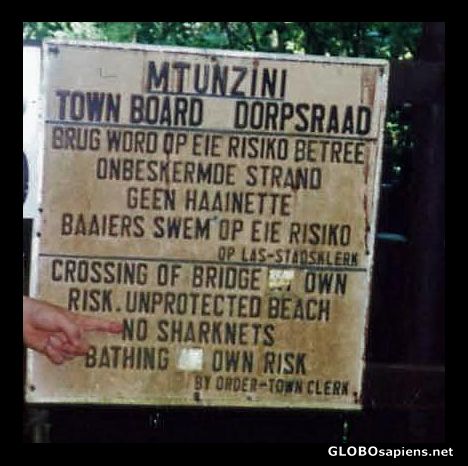 MTUNZINI
TOWN BOARD DORPSRAAD
BRUG WORD OP EIE RISIKO BETREE
ONBESKERMDE STRAND
GEEN HAAINETTE
BAAIERS SWEM OP EIE RISIKO
OP LAS-STADSKLERK
CROSSING OF BRIDGE OWN
RISK. UNPROTECTED BEACH
NO SHARKNETS
BATHING OWN RISK
BY ORDER-TOWN CLERK
GLOBOsapiens.net